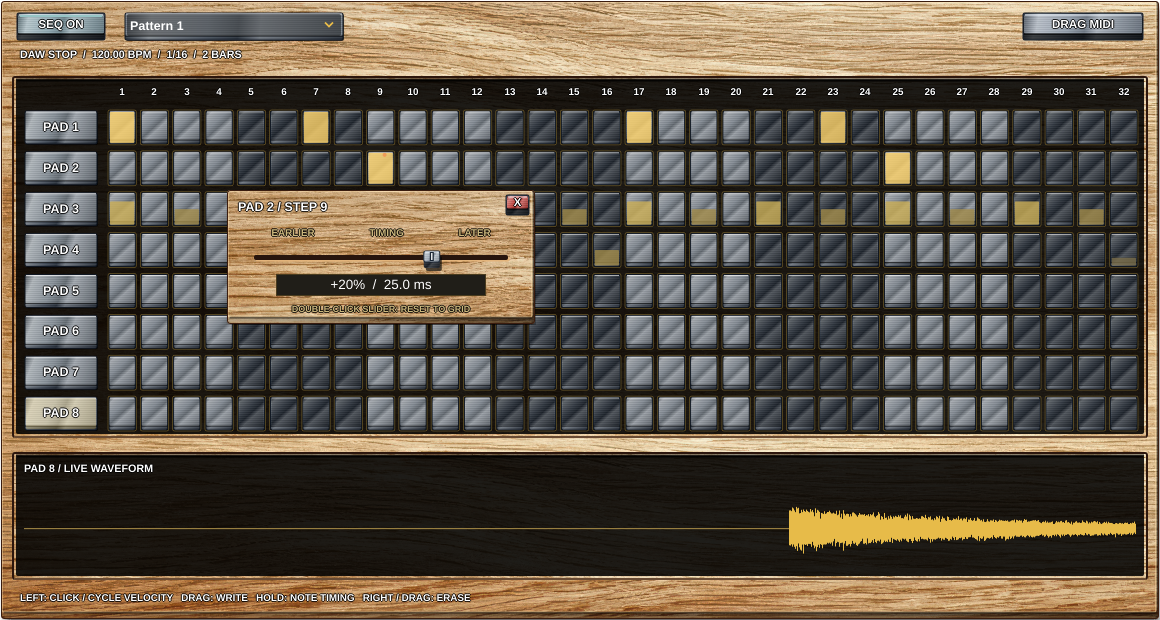 SEQ ON
Pattern 1
DRAG MIDI
DAW STOP / 120.00 BPM / 1/16 / 2 BARS
1 2 3 4 5 6 7 8 9 10 11 12 13 14 15 16 17 18 19 20 21 22 23 24 25 26 27 28 29 30 31 32
PAD 1
PAD 2
PAD 3
PAD 4
PAD 5
PAD 6
PAD 7
PAD 8
PAD 2 / STEP 9
X
EARLIER TIMING LATER
+20% / 25.0 ms
DOUBLE-CLICK SLIDER: RESET TO GRID
PAD 8 / LIVE WAVEFORM
LEFT: CLICK / CYCLE VELOCITY DRAG: WRITE HOLD: NOTE TIMING RIGHT / DRAG: ERASE